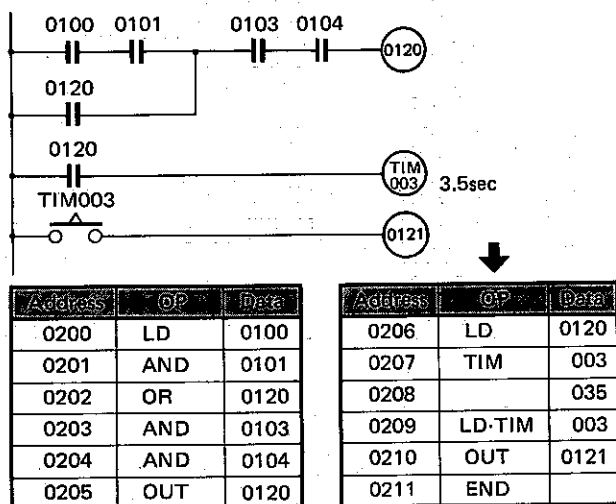 0100 0101 0103 0104
0120
0120
0120
TIM
003
3.5sec
TIM003
0121
Address OP Data
0200 LD 0100
0201 AND 0101
0202 OR 0120
0203 AND 0103
0204 AND 0104
0205 OUT 0120
Address OP Data
0206 LD 0120
0207 TIM 003
0208 035
0209 LD·TIM 003
0210 OUT 0121
0211 END